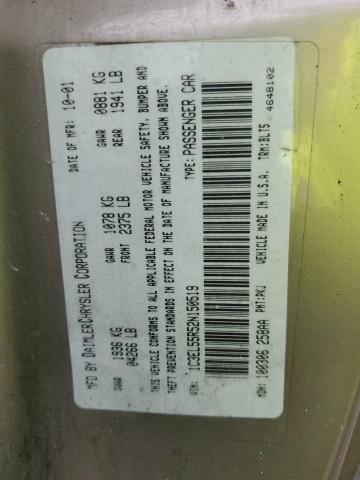 MFD BY DAIMLERCHRYSLER CORPORATION DATE OF MFR: 10-01
GVWR 1936 KG 04266 LB GAWR FRONT 1078 KG 2375 LB GAWR REAR 0881 KG 1941 LB
THIS VEHICLE CONFORMS TO ALL APPLICABLE FEDERAL MOTOR VEHICLE SAFETY, BUMPER AND
THEFT PREVENTION STANDARDS IN EFFECT ON THE DATE OF MANUFACTURE SHOWN ABOVE.
1C3EL55R52N150519 TYPE: PASSENGER CAR
MDH: 100306 258AA PNT: PKJ VEHICLE MADE IN U.S.A. TRM: BLT5
4648102